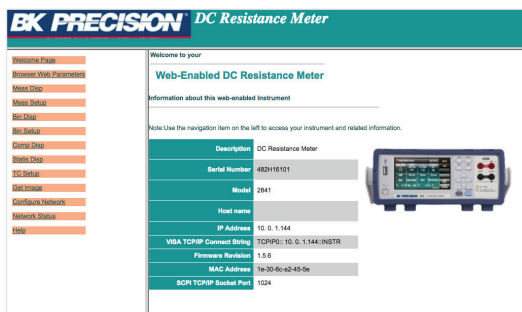 BK PRECISION DC Resistance Meter
Welcome Page
Browser Web Parameters
Meas Disp
Meas Setup
Bin Disp
Bin Setup
Comp Disp
Statis Disp
TC Setup
Get Image
Configure Network
Network Status
Help
Welcome to your
Web-Enabled DC Resistance Meter
Information about this web-enabled Instrument
Note:Use the navigation item on the left to access your instrument and related information.
Description DC Resistance Meter
Serial Number 482H16101
Model 2841
Host name
IP Address 10. 0. 1.144
VISA TCP/IP Connect String TCPIP0:: 10. 0. 1.144::INSTR
Firmware Revision 1.5.6
MAC Address 1e-30-6c-a2-45-5e
SCPI TCP/IP Socket Port 1024